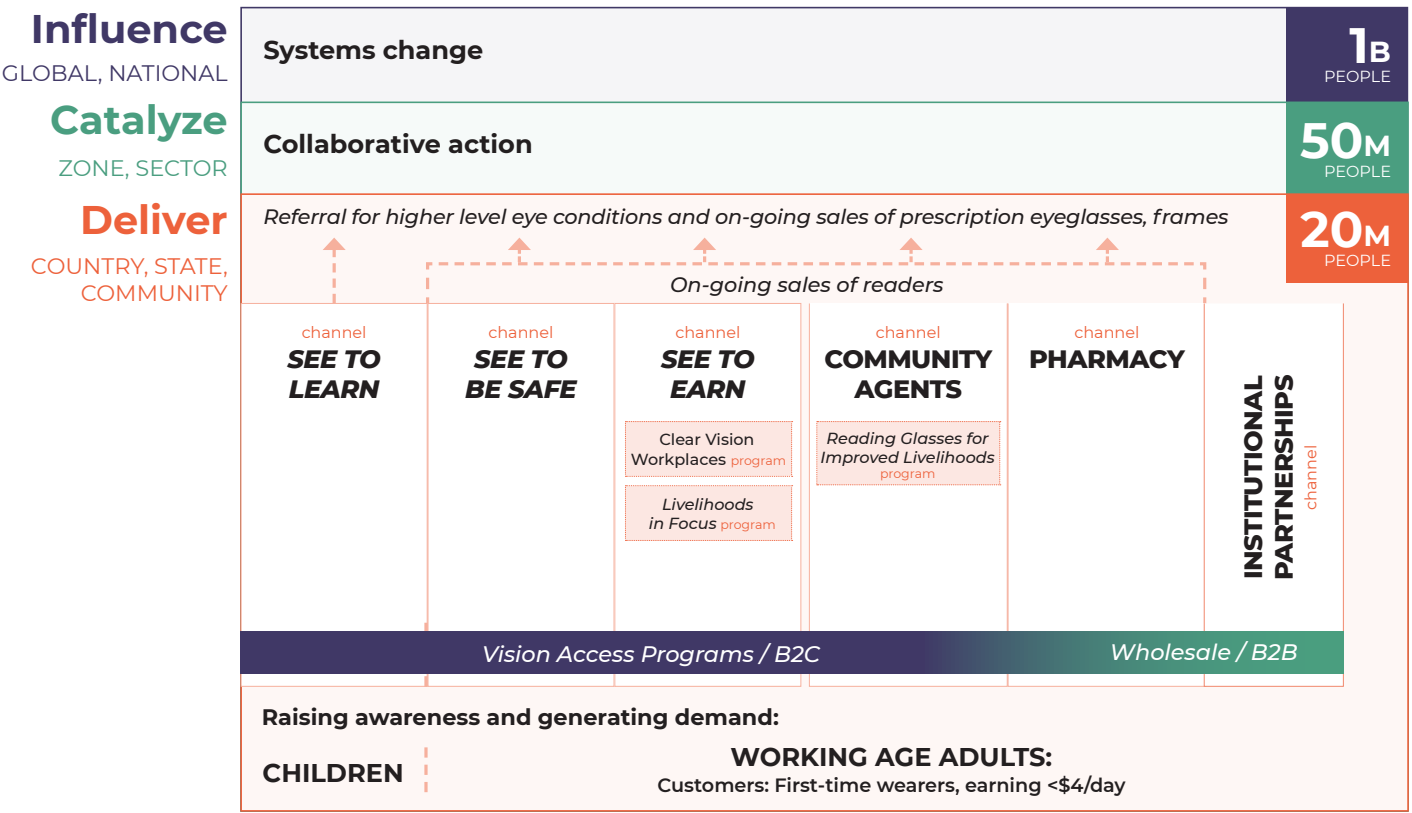 Influence
GLOBAL, NATIONAL
Systems change
1B
PEOPLE
Catalyze
ZONE, SECTOR
Collaborative action
50M
PEOPLE
Deliver
COUNTRY, STATE,
COMMUNITY
Referral for higher level eye conditions and on-going sales of prescription eyeglasses, frames
20M
PEOPLE
On-going sales of readers
channel
SEE TO
LEARN
channel
SEE TO
BE SAFE
channel
SEE TO
EARN
Clear Vision
Workplaces program
Livelihoods
in Focus program
channel
COMMUNITY
AGENTS
Reading Glasses for
Improved Livelihoods
program
channel
PHARMACY
INSTITUTIONAL
PARTNERSHIPS
channel
Vision Access Programs / B2C
Wholesale / B2B
Raising awareness and generating demand:
CHILDREN
WORKING AGE ADULTS:
Customers: First-time wearers, earning <$4/day